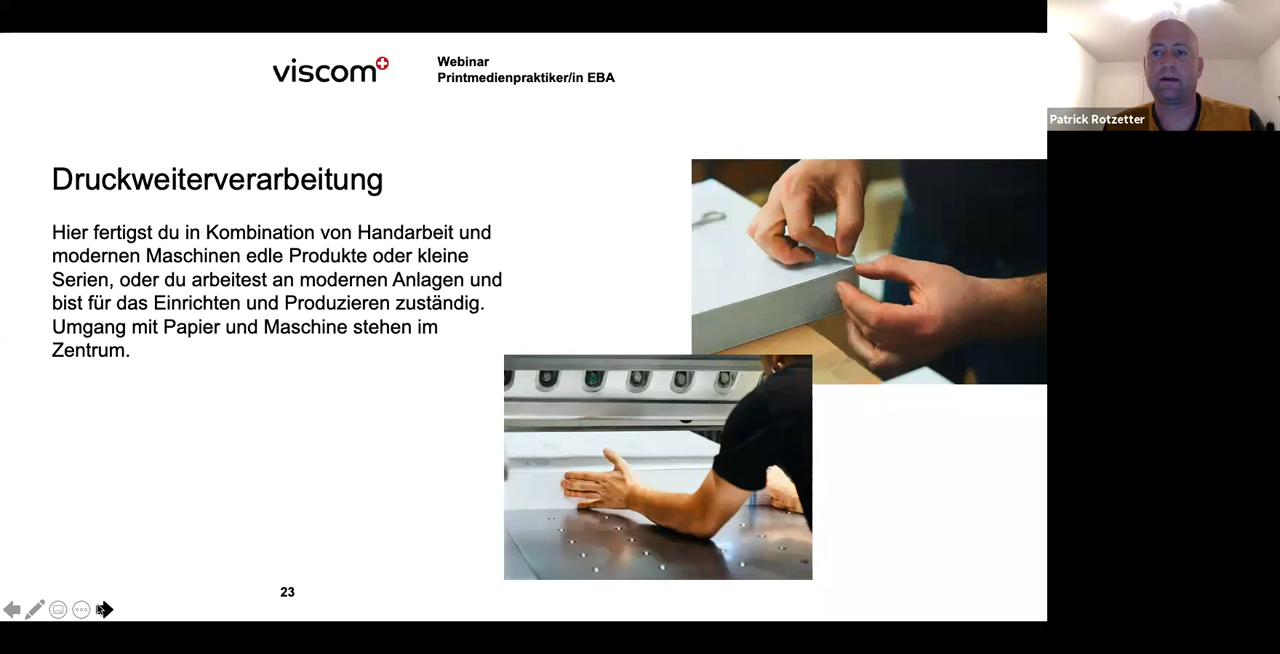 viscom
Webinar
Printmedienpraktiker/in EBA
Patrick Rotzetter
Druckweiterverarbeitung
Hier fertigst du in Kombination von Handarbeit und
modernen Maschinen edle Produkte oder kleine
Serien, oder du arbeitest an modernen Anlagen und
bist für das Einrichten und Produzieren zuständig.
Umgang mit Papier und Maschine stehen im
Zentrum.
23